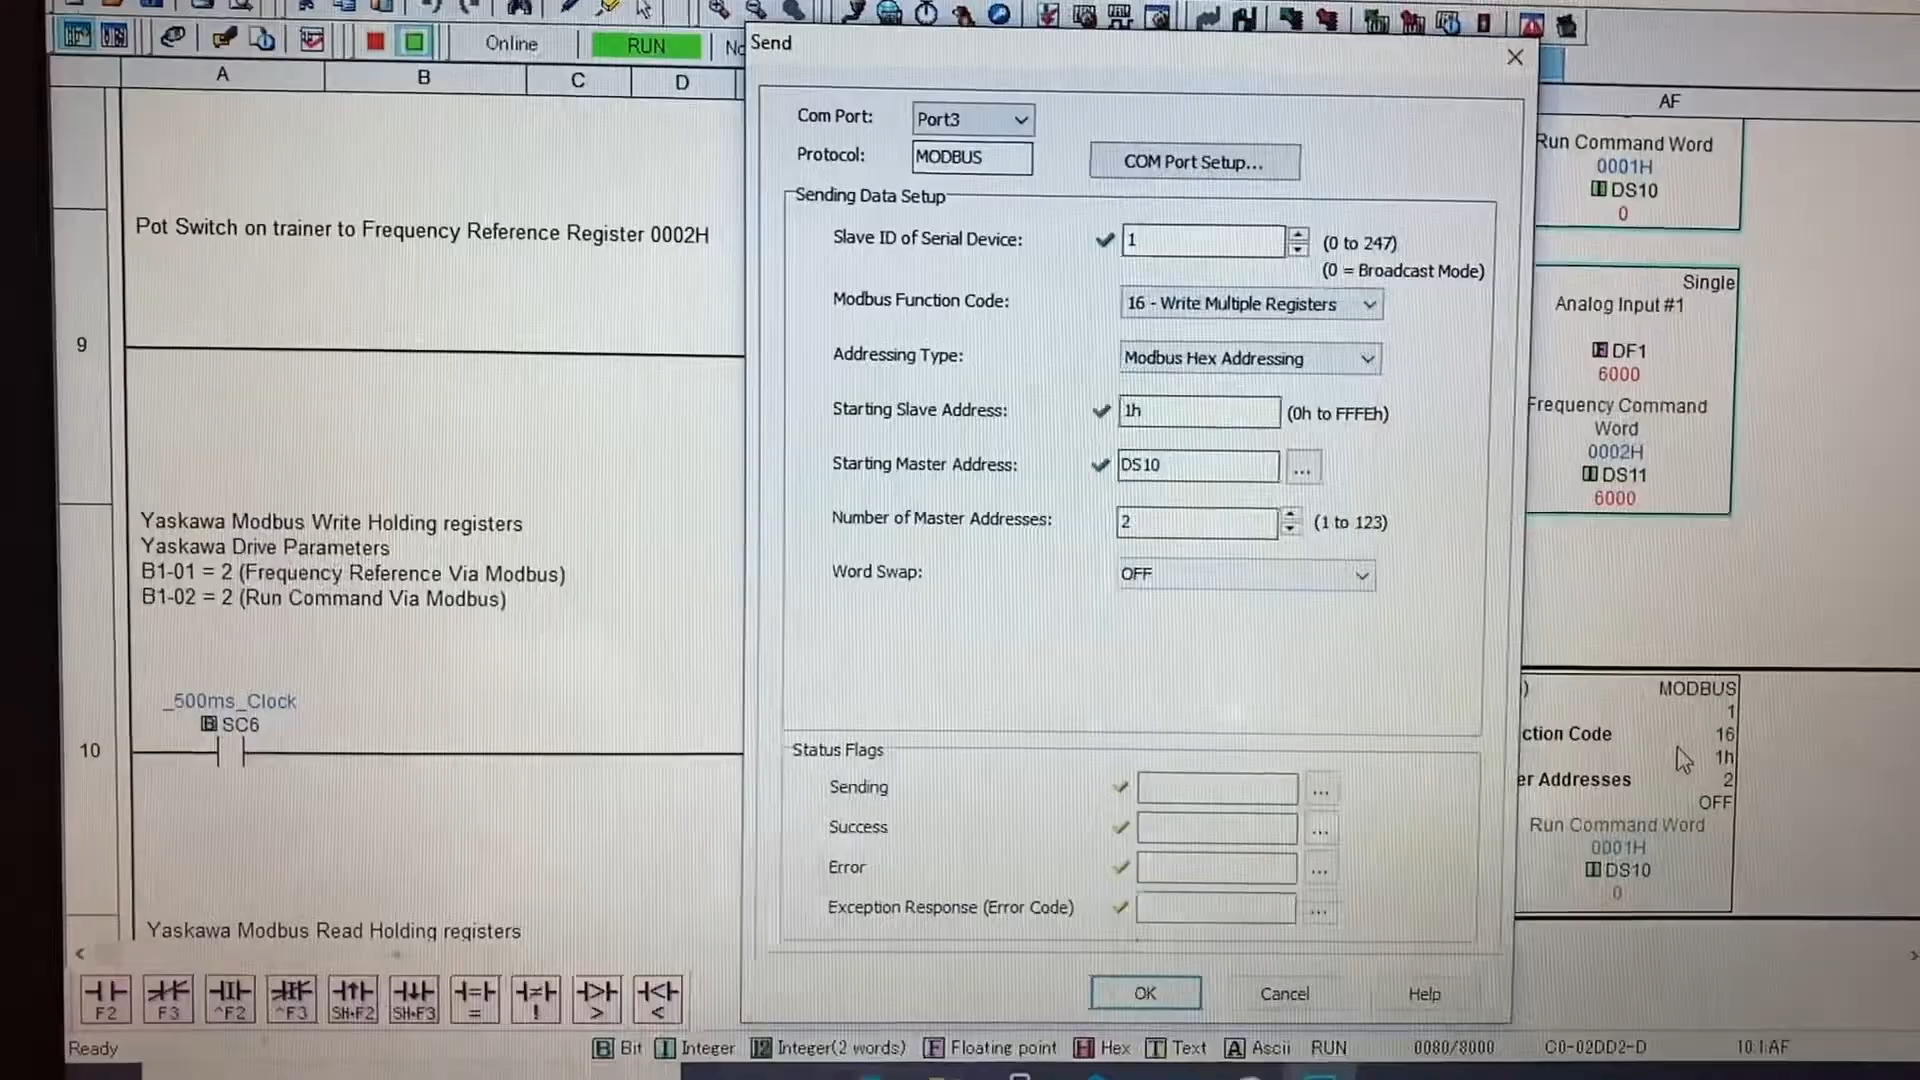 Online
RUN
Send
A
B
C
D
AF
Com Port:
Port3
Protocol:
MODBUS
COM Port Setup...
Sending Data Setup
Slave ID of Serial Device:
1
(0 to 247)
(0 = Broadcast Mode)
Modbus Function Code:
16 - Write Multiple Registers
Addressing Type:
Modbus Hex Addressing
Starting Slave Address:
1h
(0h to FFFEh)
Starting Master Address:
DS10
...
Number of Master Addresses:
2
(1 to 123)
Word Swap:
OFF
Status Flags
Sending
...
Success
...
Error
...
Exception Response (Error Code)
...
OK
Cancel
Help
Pot Switch on trainer to Frequency Reference Register 0002H
9
Yaskawa Modbus Write Holding registers
Yaskawa Drive Parameters
B1-01 = 2 (Frequency Reference Via Modbus)
B1-02 = 2 (Run Command Via Modbus)
_500ms_Clock
B SC6
10
Yaskawa Modbus Read Holding registers
Run Command Word
0001H
I DS10
0
Single
Analog Input #1
F DF1
6000
Frequency Command
Word
0002H
I DS11
6000
) MODBUS
1
ction Code 16
1h
er Addresses 2
OFF
Run Command Word
0001H
I DS10
0
F2
F3
^F2
^F3
SH+F2
SH+F3
=
!
>
<
Ready
B Bit
I Integer
I2 Integer(2 words)
F Floating point
H Hex
T Text
A Ascii
RUN
0080/8000
C0-02DD2-D